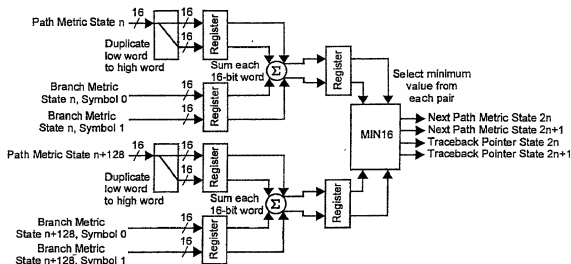 16
16
Path Metric State n
16
Duplicate
low word
to high word
Register
Sum each
16-bit word
Σ
Branch Metric
State n, Symbol 0
16
Branch Metric
State n, Symbol 1
16
Register
Register
Select minimum
value from
each pair
MIN16
Next Path Metric State 2n
Next Path Metric State 2n+1
Traceback Pointer State 2n
Traceback Pointer State 2n+1
16
16
Path Metric State n+128
16
Duplicate
low word
to high word
Register
Sum each
16-bit word
Σ
Register
Branch Metric
State n+128, Symbol 0
16
Branch Metric
State n+128, Symbol 1
16
Register